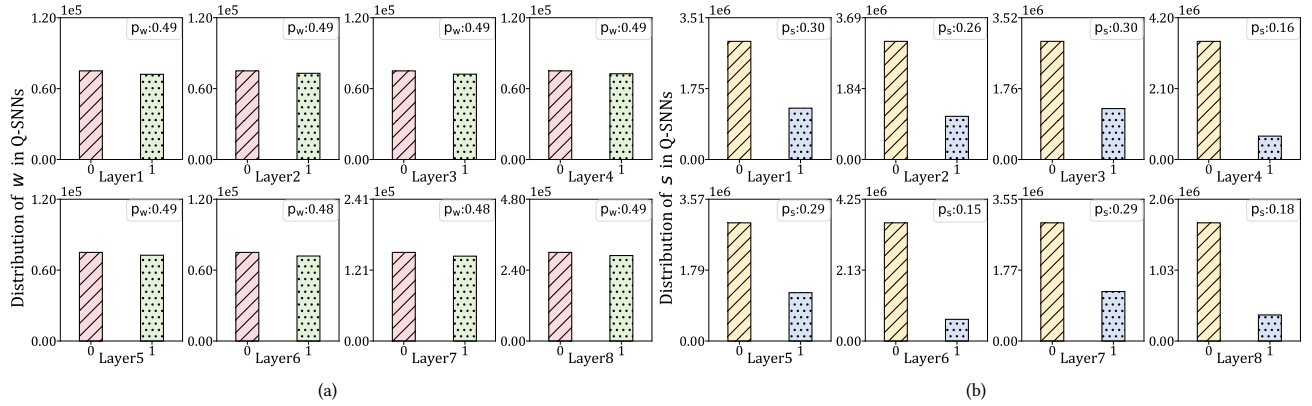 1e5 1e5 1e5 1e5 1e6 1e6 1e6 1e6
1.20 1.20 1.20 1.20 3.51 3.69 3.52 4.20
pw:0.49 pw:0.49 pw:0.49 pw:0.49 ps:0.30 ps:0.26 ps:0.30 ps:0.16
0.60 0.60 0.60 0.60 1.75 1.84 1.76 2.10
0.00 0.00 0.00 0.00 0.00 0.00 0.00 0.00
0 1 0 1 0 1 0 1 0 1 0 1 0 1 0 1
Layer1 Layer2 Layer3 Layer4 Layer1 Layer2 Layer3 Layer4
Distribution of w in Q-SNNs
Distribution of s in Q-SNNs
1e5 1e5 1e5 1e5 1e6 1e6 1e6 1e6
1.20 1.20 2.41 4.80 3.57 4.25 3.55 2.06
pw:0.49 pw:0.48 pw:0.48 pw:0.49 ps:0.29 ps:0.15 ps:0.29 ps:0.18
0.60 0.60 1.21 2.40 1.79 2.13 1.77 1.03
0.00 0.00 0.00 0.00 0.00 0.00 0.00 0.00
0 1 0 1 0 1 0 1 0 1 0 1 0 1 0 1
Layer5 Layer6 Layer7 Layer8 Layer5 Layer6 Layer7 Layer8
(a) (b)